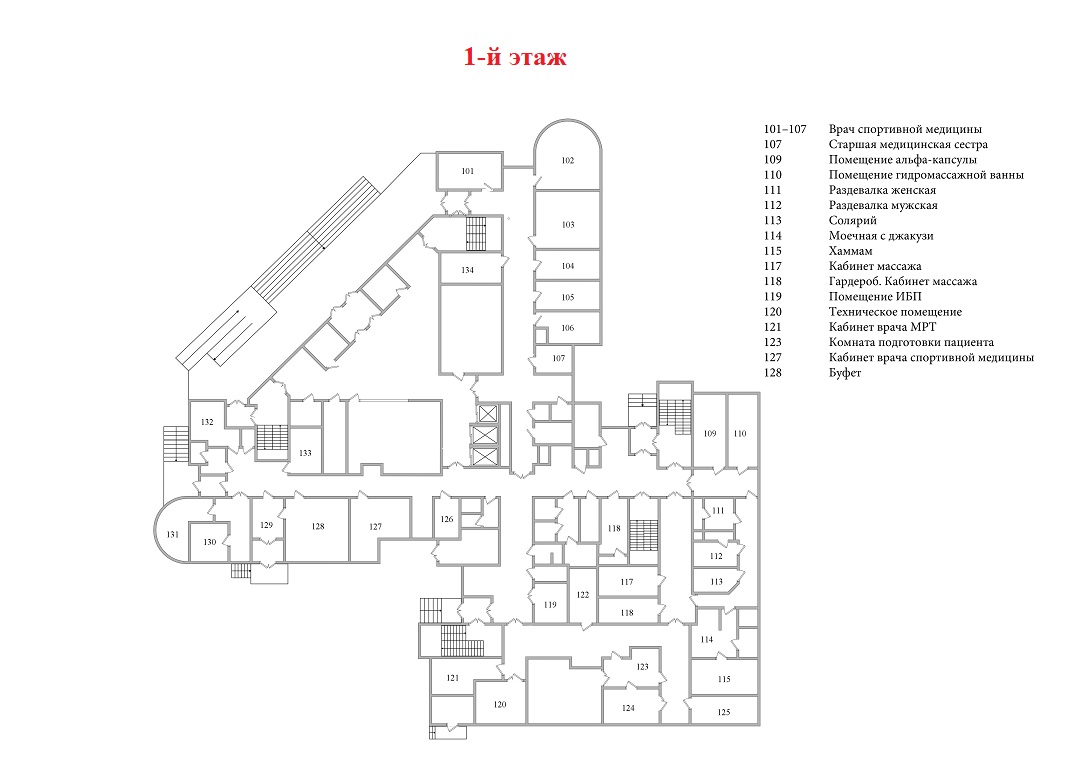 1-й этаж
101–107 Врач спортивной медицины
107 Старшая медицинская сестра
109 Помещение альфа-капсулы
110 Помещение гидромассажной ванны
111 Раздевалка женская
112 Раздевалка мужская
113 Солярий
114 Моечная с джакузи
115 Хаммам
117 Кабинет массажа
118 Гардероб. Кабинет массажа
119 Помещение ИБП
120 Техническое помещение
121 Кабинет врача МРТ
123 Комната подготовки пациента
127 Кабинет врача спортивной медицины
128 Буфет
102
101
103
134
104
105
106
107
132
133
109
110
131
130
129
128
127
126
118
111
112
117
113
122
119
118
114
121
123
115
120
124
125